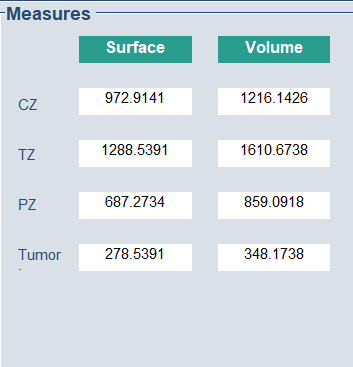 Measures
Surface Volume
CZ 972.9141 1216.1426
TZ 1288.5391 1610.6738
PZ 687.2734 859.0918
Tumor 278.5391 348.1738